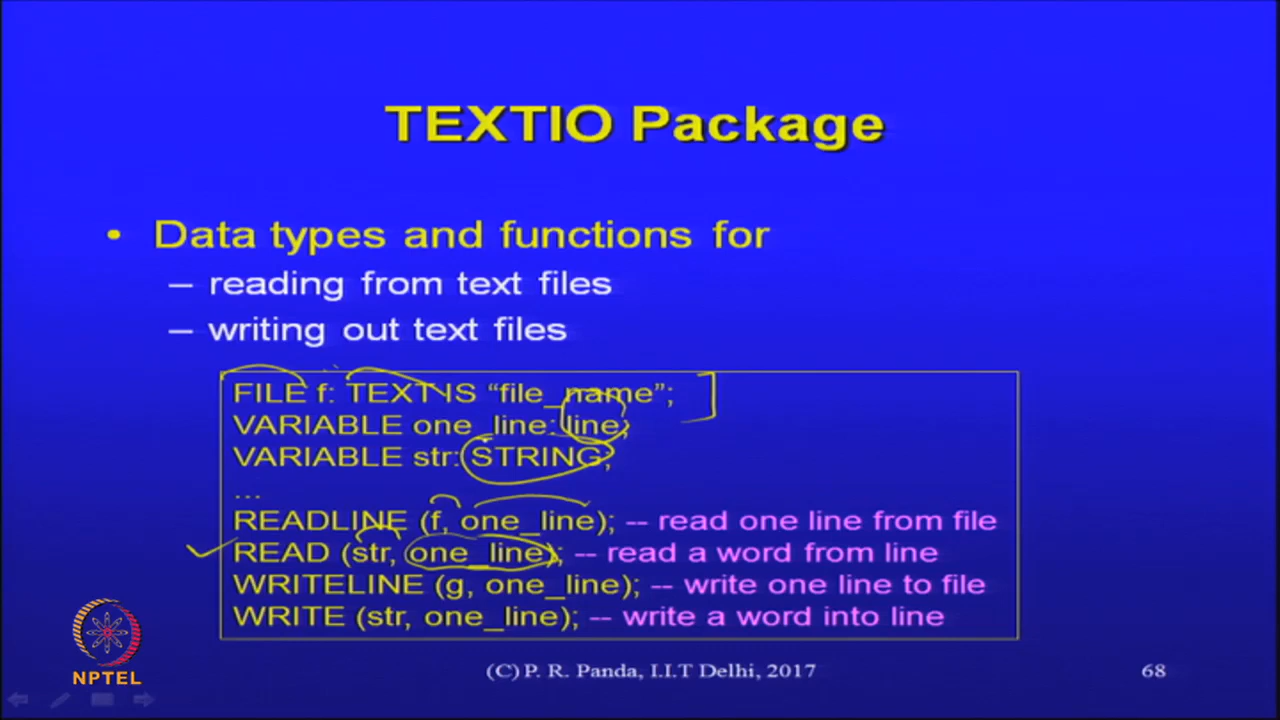 TEXTIO Package
• Data types and functions for
– reading from text files
– writing out text files
FILE f: TEXT IS “file_name”;
VARIABLE one_line: line;
VARIABLE str: STRING;
...
READLINE (f, one_line); -- read one line from file
READ (str, one_line); -- read a word from line
WRITELINE (g, one_line); -- write one line to file
WRITE (str, one_line); -- write a word into line
NPTEL
(C) P. R. Panda, I.I.T Delhi, 2017
68